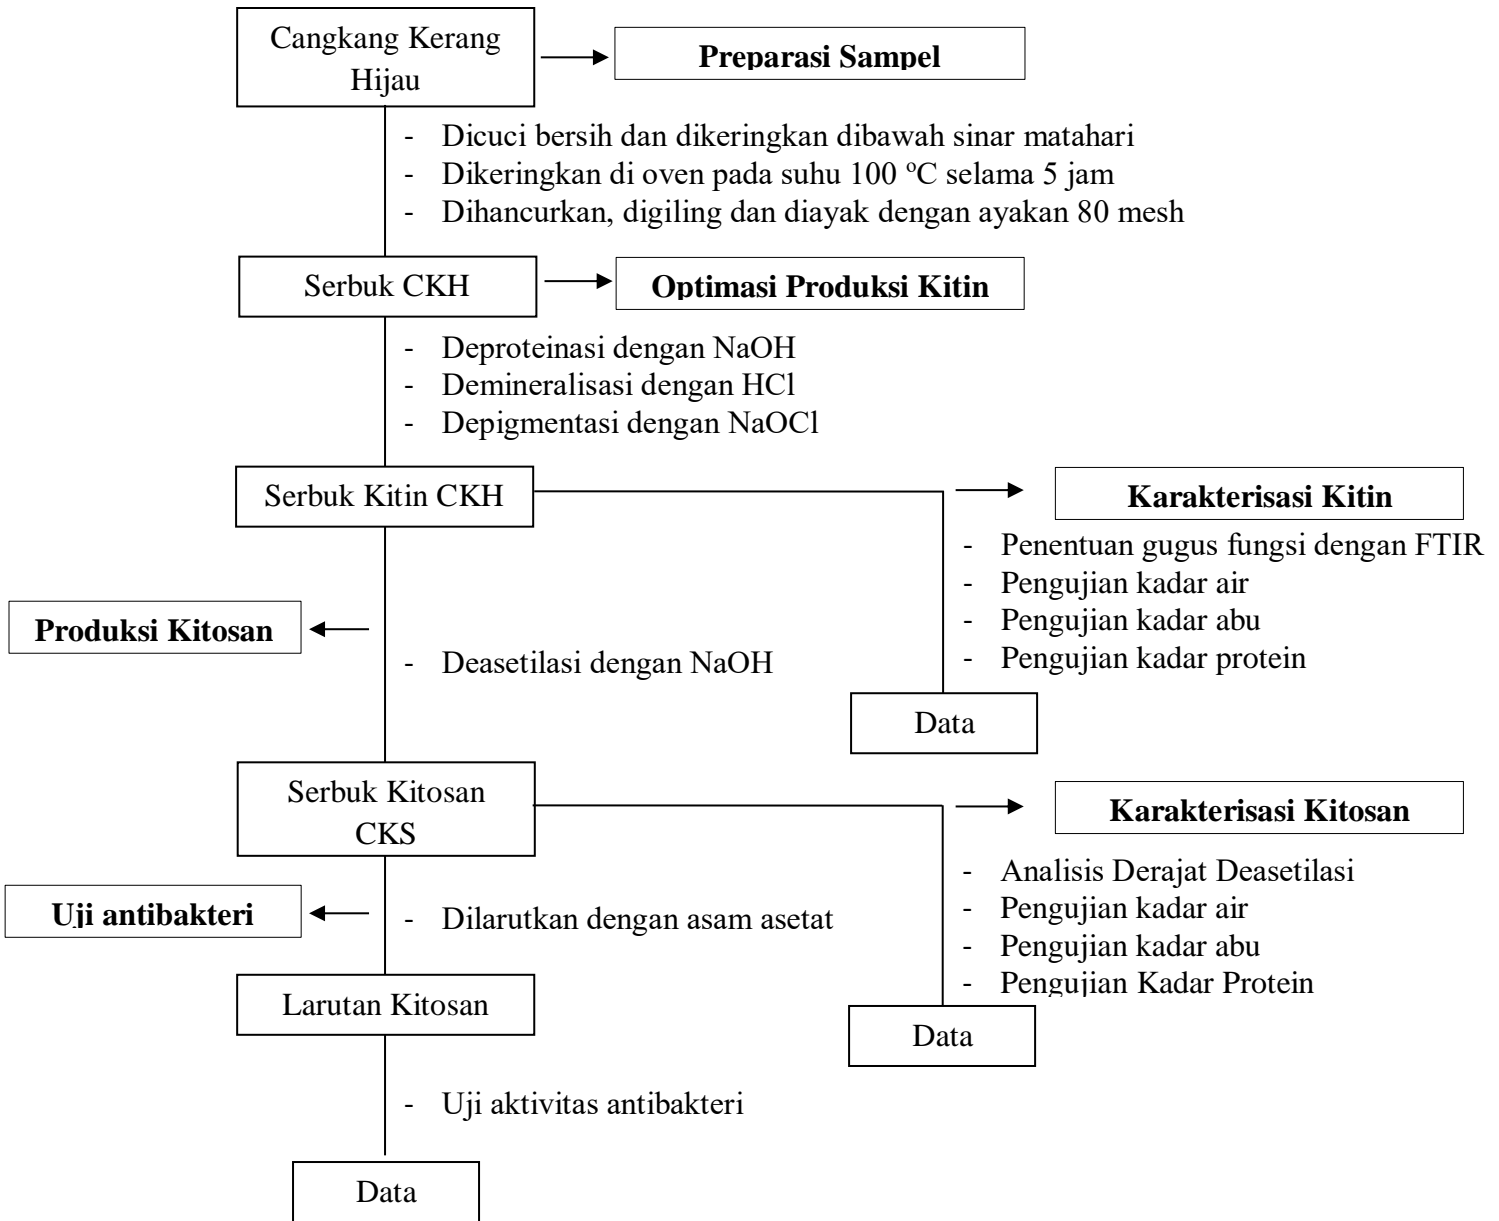 Cangkang Kerang
Hijau
Preparasi Sampel
- Dicuci bersih dan dikeringkan dibawah sinar matahari
- Dikeringkan di oven pada suhu 100 ºC selama 5 jam
- Dihancurkan, digiling dan diayak dengan ayakan 80 mesh
Serbuk CKH
Optimasi Produksi Kitin
- Deproteinasi dengan NaOH
- Demineralisasi dengan HCl
- Depigmentasi dengan NaOCl
Serbuk Kitin CKH
Karakterisasi Kitin
- Penentuan gugus fungsi dengan FTIR
- Pengujian kadar air
- Pengujian kadar abu
- Pengujian kadar protein
Produksi Kitosan
- Deasetilasi dengan NaOH
Data
Serbuk Kitosan
CKS
Karakterisasi Kitosan
- Analisis Derajat Deasetilasi
- Pengujian kadar air
- Pengujian kadar abu
- Pengujian Kadar Protein
Uji antibakteri
- Dilarutkan dengan asam asetat
Larutan Kitosan
Data
- Uji aktivitas antibakteri
Data